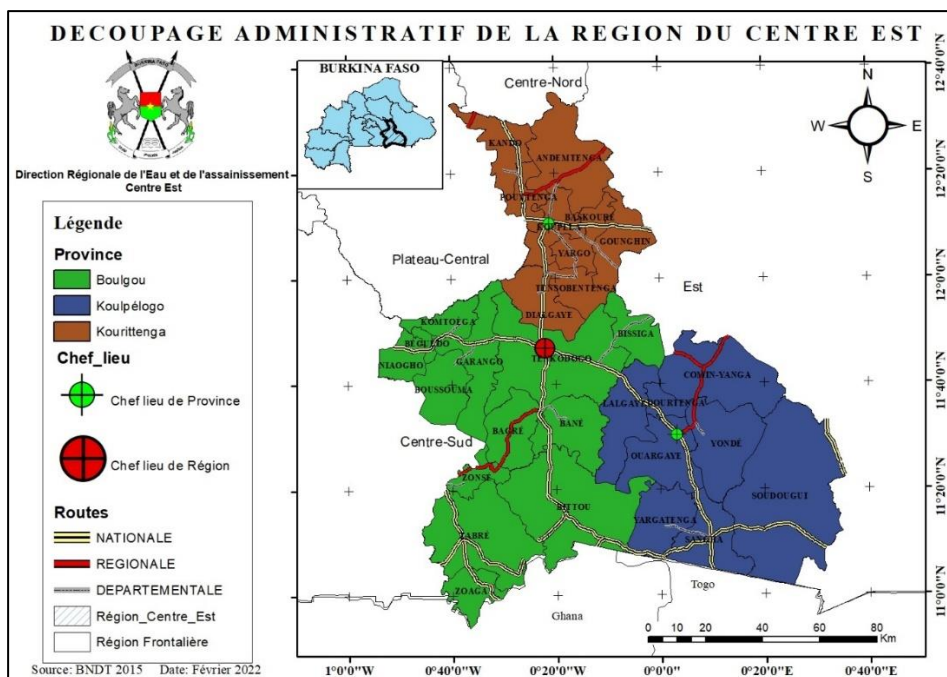 DECOUPAGE ADMINISTRATIF DE LA REGION DU CENTRE EST
BURKINA FASO
Direction Régionale de l'Eau et de l'assainissement
Centre Est
BURKINA FASO
Légende
Province
Boulgou
Koulpélogo
Kourittenga
Chef_lieu
Chef lieu de Province
Chef lieu de Région
Routes
NATIONALE
REGIONALE
DEPARTEMENTALE
Région_Centre_Est
Région Frontalière
Source: BNDT 2015 Date: Février 2022
Centre-Nord
Plateau-Central
Est
Centre-Sud
Ghana
Togo
N
W
E
S
KANDO
ANDEMTENGA
POUYTENGA
BASKOURE
KOUPELA
GOUNGHIN
YARGO
TENSOBENTENGA
DIALGAYE
KOMTOEGA
BISSIGA
BEGUEDO
TENKODOGO
NIAOGHO
GARANGO
COMIN-YANGA
BOUSSOUMA
LALGAYE
DOURTENGA
BANÉ
BAGRÉ
YONDÉ
OUARGAYE
ZONSÉ
SOUDOUGUI
BITTOU
YARGATENGA
ZABRÉ
SANGHA
ZOAGA
0 5 10 20 40 60 80
Km
1°0'0"W 0°40'0"W 0°20'0"W 0°0'0" 0°20'0"E 0°40'0"E
12°40'0"N
12°20'0"N
12°0'0"N
11°40'0"N
11°20'0"N
11°0'0"N